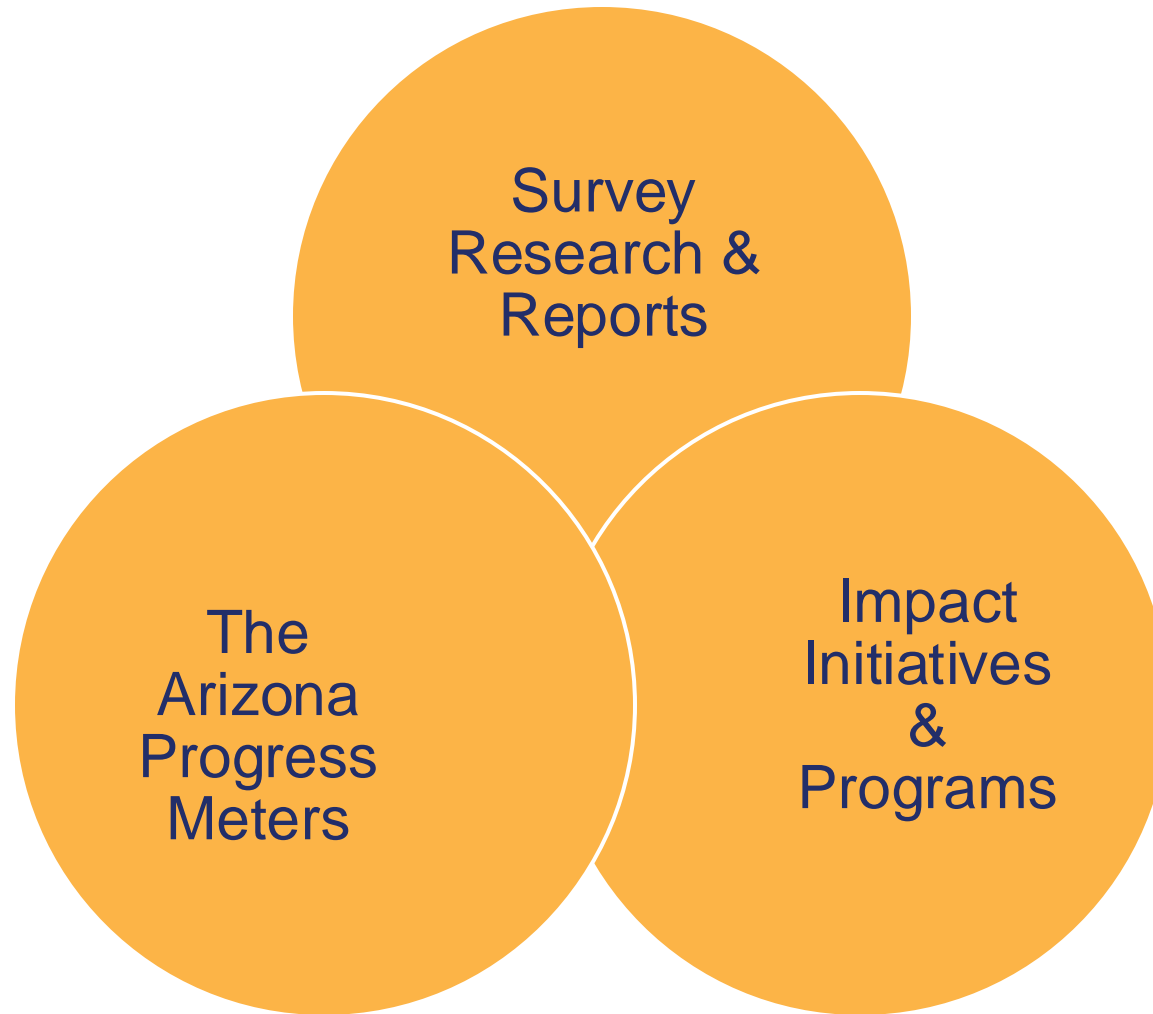 Survey
Research &
Reports
The
Arizona
Progress
Meters
Impact
Initiatives
&
Programs